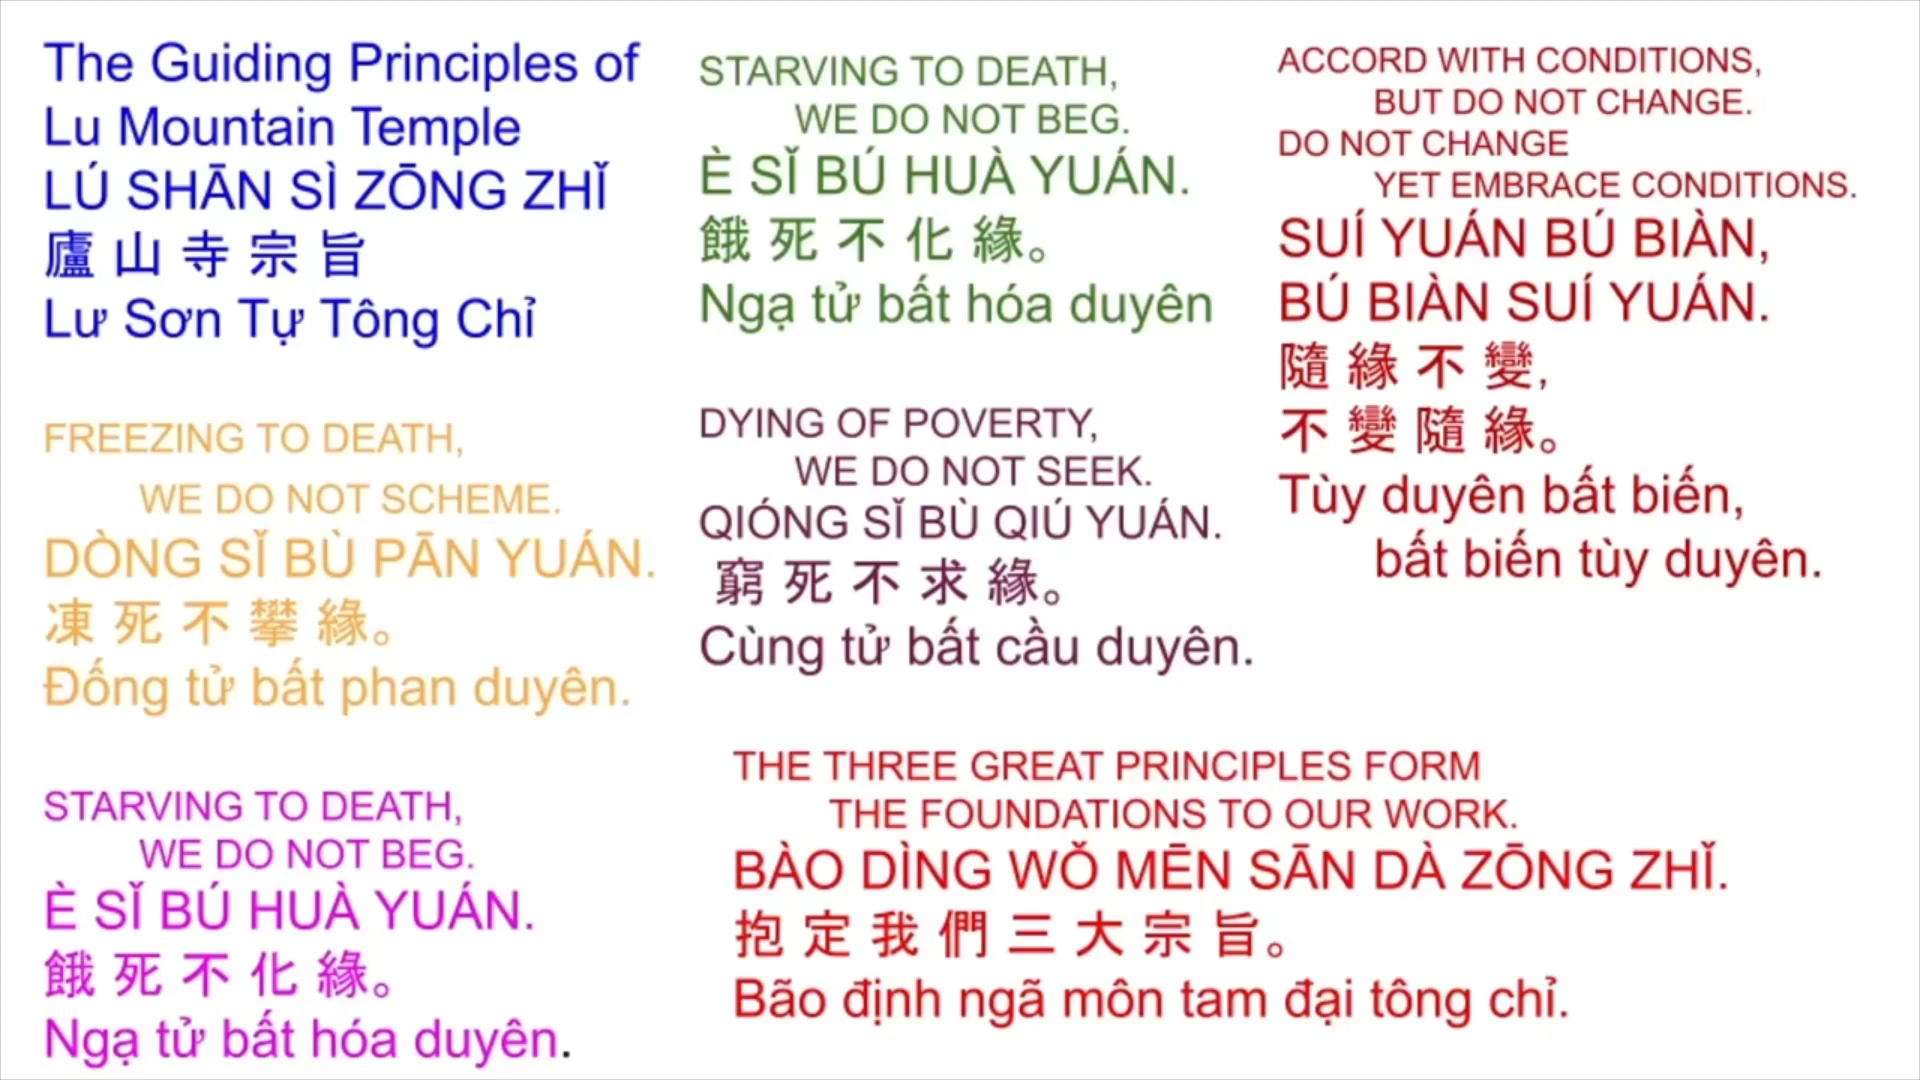 The Guiding Principles of
Lu Mountain Temple
LÚ SHĀN SÌ ZŌNG ZHǏ
廬 山 寺 宗 旨
Lư Sơn Tự Tông Chỉ
FREEZING TO DEATH,
WE DO NOT SCHEME.
DÒNG SǏ BÙ PĀN YUÁN.
凍 死 不 攀 緣。
Đống tử bất phan duyên.
STARVING TO DEATH,
WE DO NOT BEG.
È SǏ BÚ HUÀ YUÁN.
餓 死 不 化 緣。
Ngạ tử bất hóa duyên.
STARVING TO DEATH,
WE DO NOT BEG.
È SǏ BÚ HUÀ YUÁN.
餓 死 不 化 緣。
Ngạ tử bất hóa duyên
DYING OF POVERTY,
WE DO NOT SEEK.
QIÓNG SǏ BÙ QIÚ YUÁN.
窮 死 不 求 緣。
Cùng tử bất cầu duyên.
ACCORD WITH CONDITIONS,
BUT DO NOT CHANGE.
DO NOT CHANGE
YET EMBRACE CONDITIONS.
SUÍ YUÁN BÚ BIÀN,
BÚ BIÀN SUÍ YUÁN.
隨 緣 不 變,
不 變 隨 緣。
Tùy duyên bất biến,
bất biến tùy duyên.
THE THREE GREAT PRINCIPLES FORM
THE FOUNDATIONS TO OUR WORK.
BÀO DÌNG WǑ MĒN SĀN DÀ ZŌNG ZHǏ.
抱 定 我 們 三 大 宗 旨。
Bão định ngã môn tam đại tông chỉ.